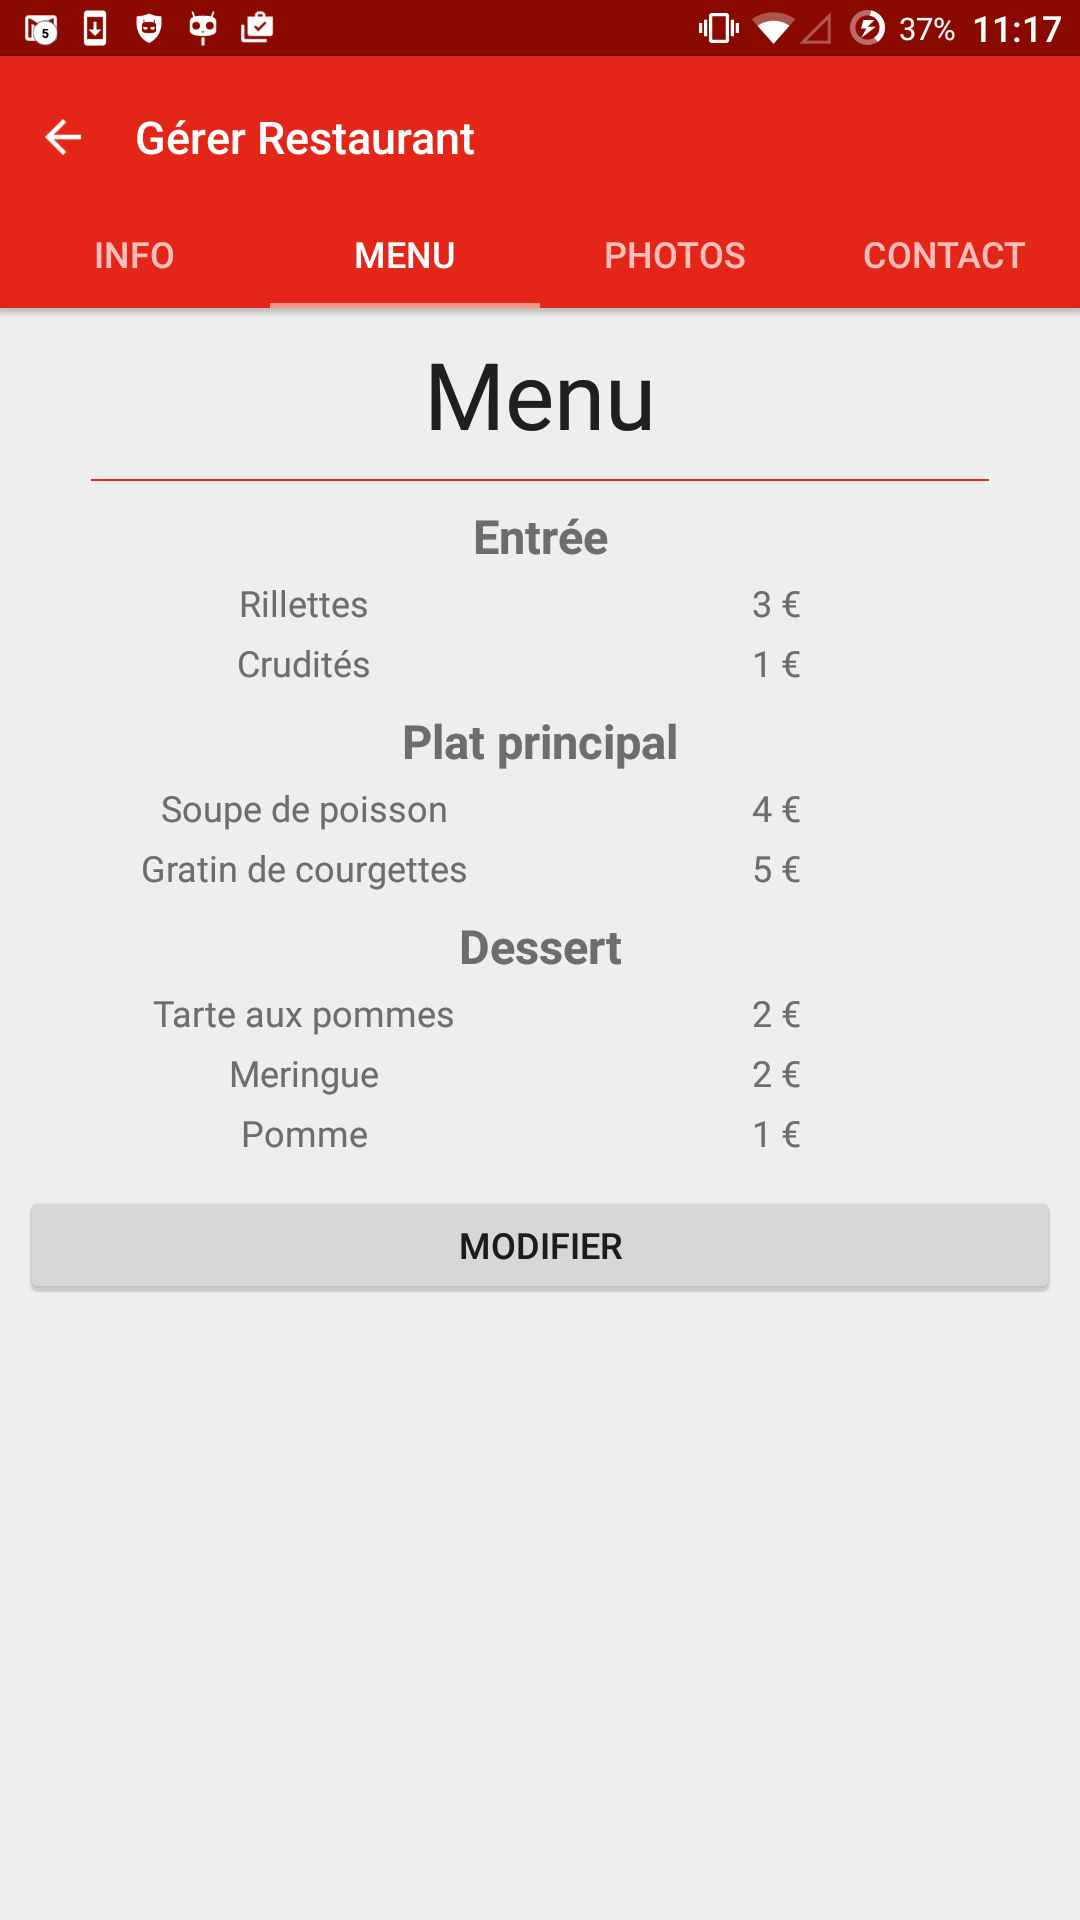 5 37% 11:17
Gérer Restaurant
INFO MENU PHOTOS CONTACT
Menu
Entrée
Rillettes 3 €
Crudités 1 €
Plat principal
Soupe de poisson 4 €
Gratin de courgettes 5 €
Dessert
Tarte aux pommes 2 €
Meringue 2 €
Pomme 1 €
MODIFIER